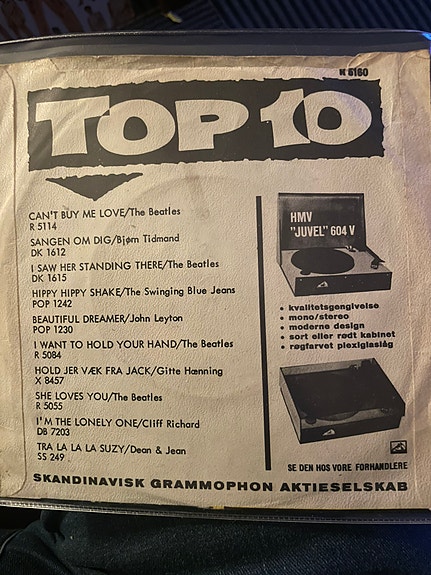 K 6160
TOP 10
CAN'T BUY ME LOVE/The Beatles
R 5114
SANGEN OM DIG/Bjørn Tidmand
DK 1612
I SAW HER STANDING THERE/The Beatles
DK 1615
HIPPY HIPPY SHAKE/The Swinging Blue Jeans
POP 1242
BEAUTIFUL DREAMER/John Leyton
POP 1230
I WANT TO HOLD YOUR HAND/The Beatles
R 5084
HOLD JER VÆK FRA JACK/Gitte Hænning
X 8457
SHE LOVES YOU/The Beatles
R 5055
I'M THE LONELY ONE/Cliff Richard
DB 7203
TRA LA LA LA SUZY/Dean & Jean
SS 249
HMV
"JUVEL" 604 V
• kvalitetsgengivelse
• mono/stereo
• moderne design
• sort eller rødt kabinet
• røgfarvet plexiglaslåg
SE DEN HOS VORE FORHANDLERE
SKANDINAVISK GRAMMOPHON AKTIESELSKAB